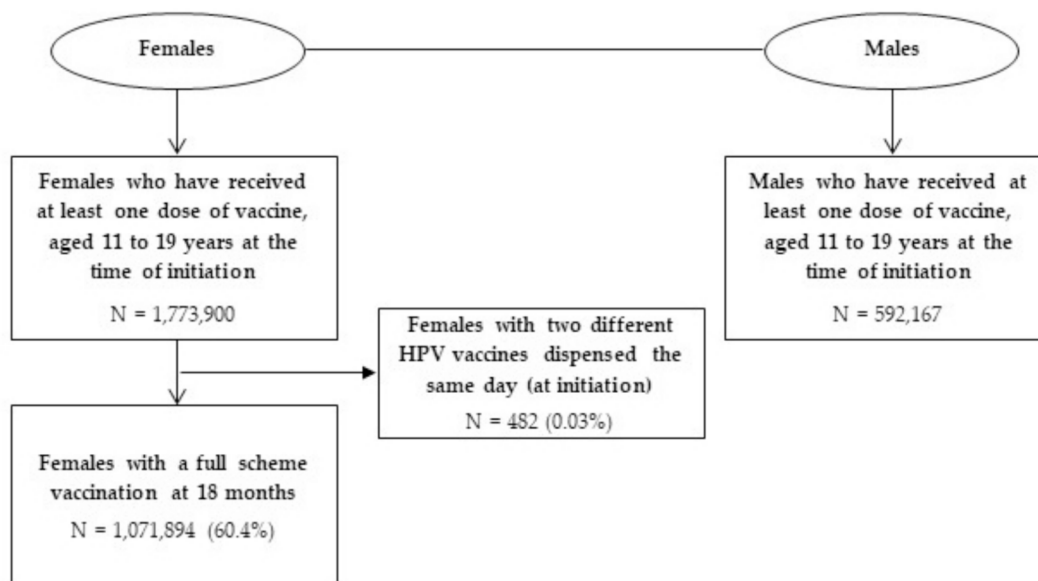 Females
Males
Females who have received
at least one dose of vaccine,
aged 11 to 19 years at the
time of initiation
N = 1,773,900
Males who have received at
least one dose of vaccine,
aged 11 to 19 years at the
time of initiation
N = 592,167
Females with two different
HPV vaccines dispensed the
same day (at initiation)
N = 482 (0.03%)
Females with a full scheme
vaccination at 18 months
N = 1,071,894 (60.4%)